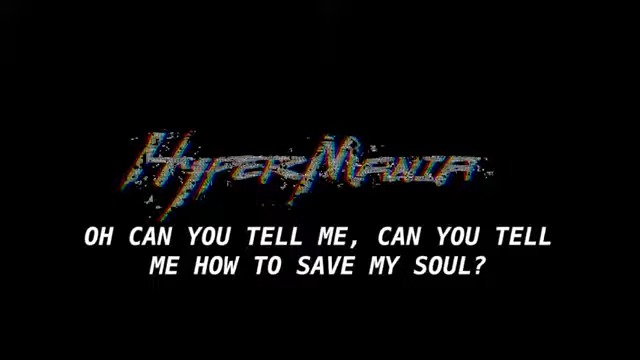 HYPERMANIA
OH CAN YOU TELL ME, CAN YOU TELL
ME HOW TO SAVE MY SOUL?